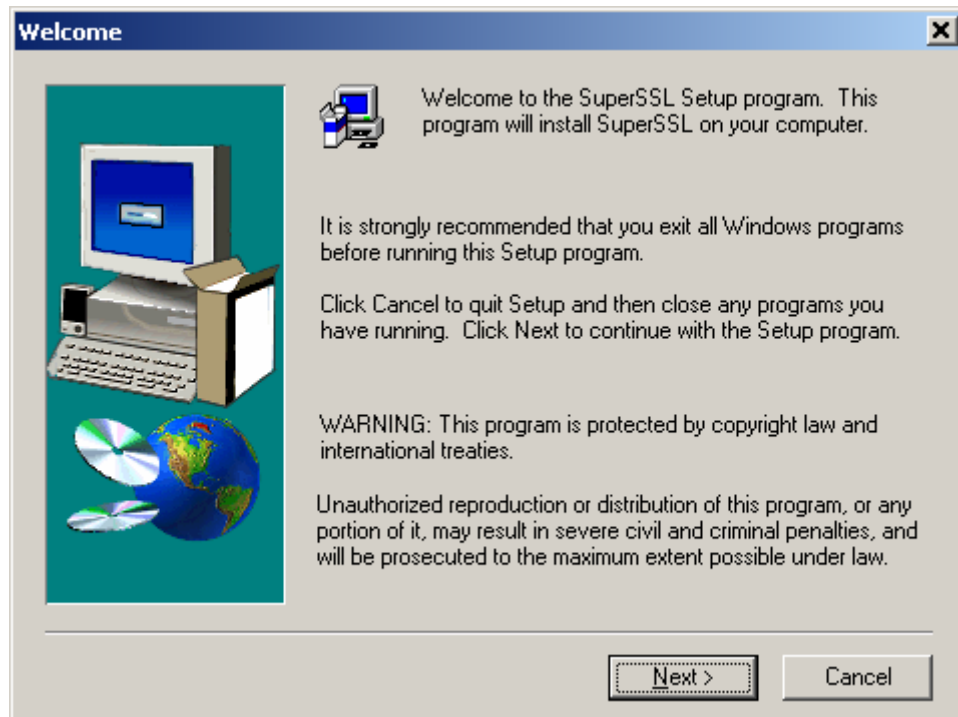 Welcome
Welcome to the SuperSSL Setup program. This
program will install SuperSSL on your computer.
It is strongly recommended that you exit all Windows programs
before running this Setup program.
Click Cancel to quit Setup and then close any programs you
have running. Click Next to continue with the Setup program.
WARNING: This program is protected by copyright law and
international treaties.
Unauthorized reproduction or distribution of this program, or any
portion of it, may result in severe civil and criminal penalties, and
will be prosecuted to the maximum extent possible under law.
Next >
Cancel